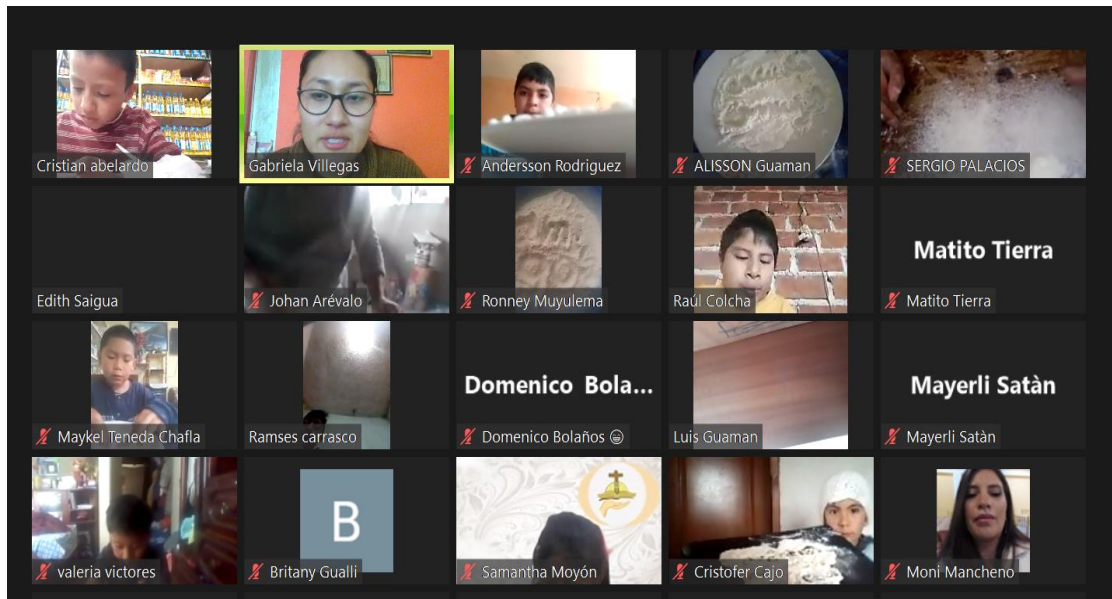 Cristian abelardo
Gabriela Villegas
Andersson Rodriguez
ALISSON Guaman
SERGIO PALACIOS
Edith Saigua
Johan Arévalo
Ronney Muyulema
Raúl Colcha
Matito Tierra
Matito Tierra
Maykel Teneda Chafla
Ramses carrasco
Domenico Bola...
Domenico Bolaños 😀
Luis Guaman
Mayerli Satàn
Mayerli Satàn
valeria victores
B
Britany Gualli
Samantha Moyón
Cristofer Cajo
Moni Mancheno